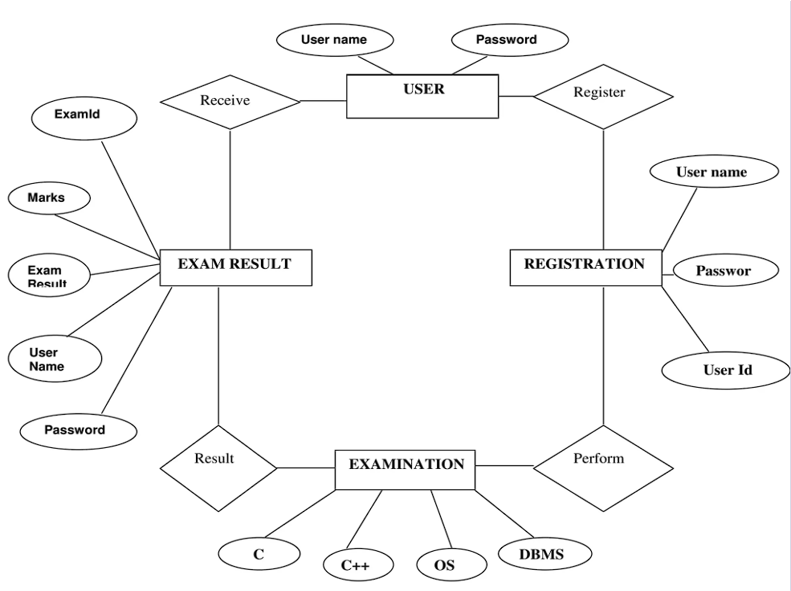 User name
Password
USER
Receive
Register
ExamId
User name
Marks
EXAM RESULT
REGISTRATION
Exam
Result
Passwor
User
Name
User Id
Password
Result
EXAMINATION
Perform
C
C++
OS
DBMS